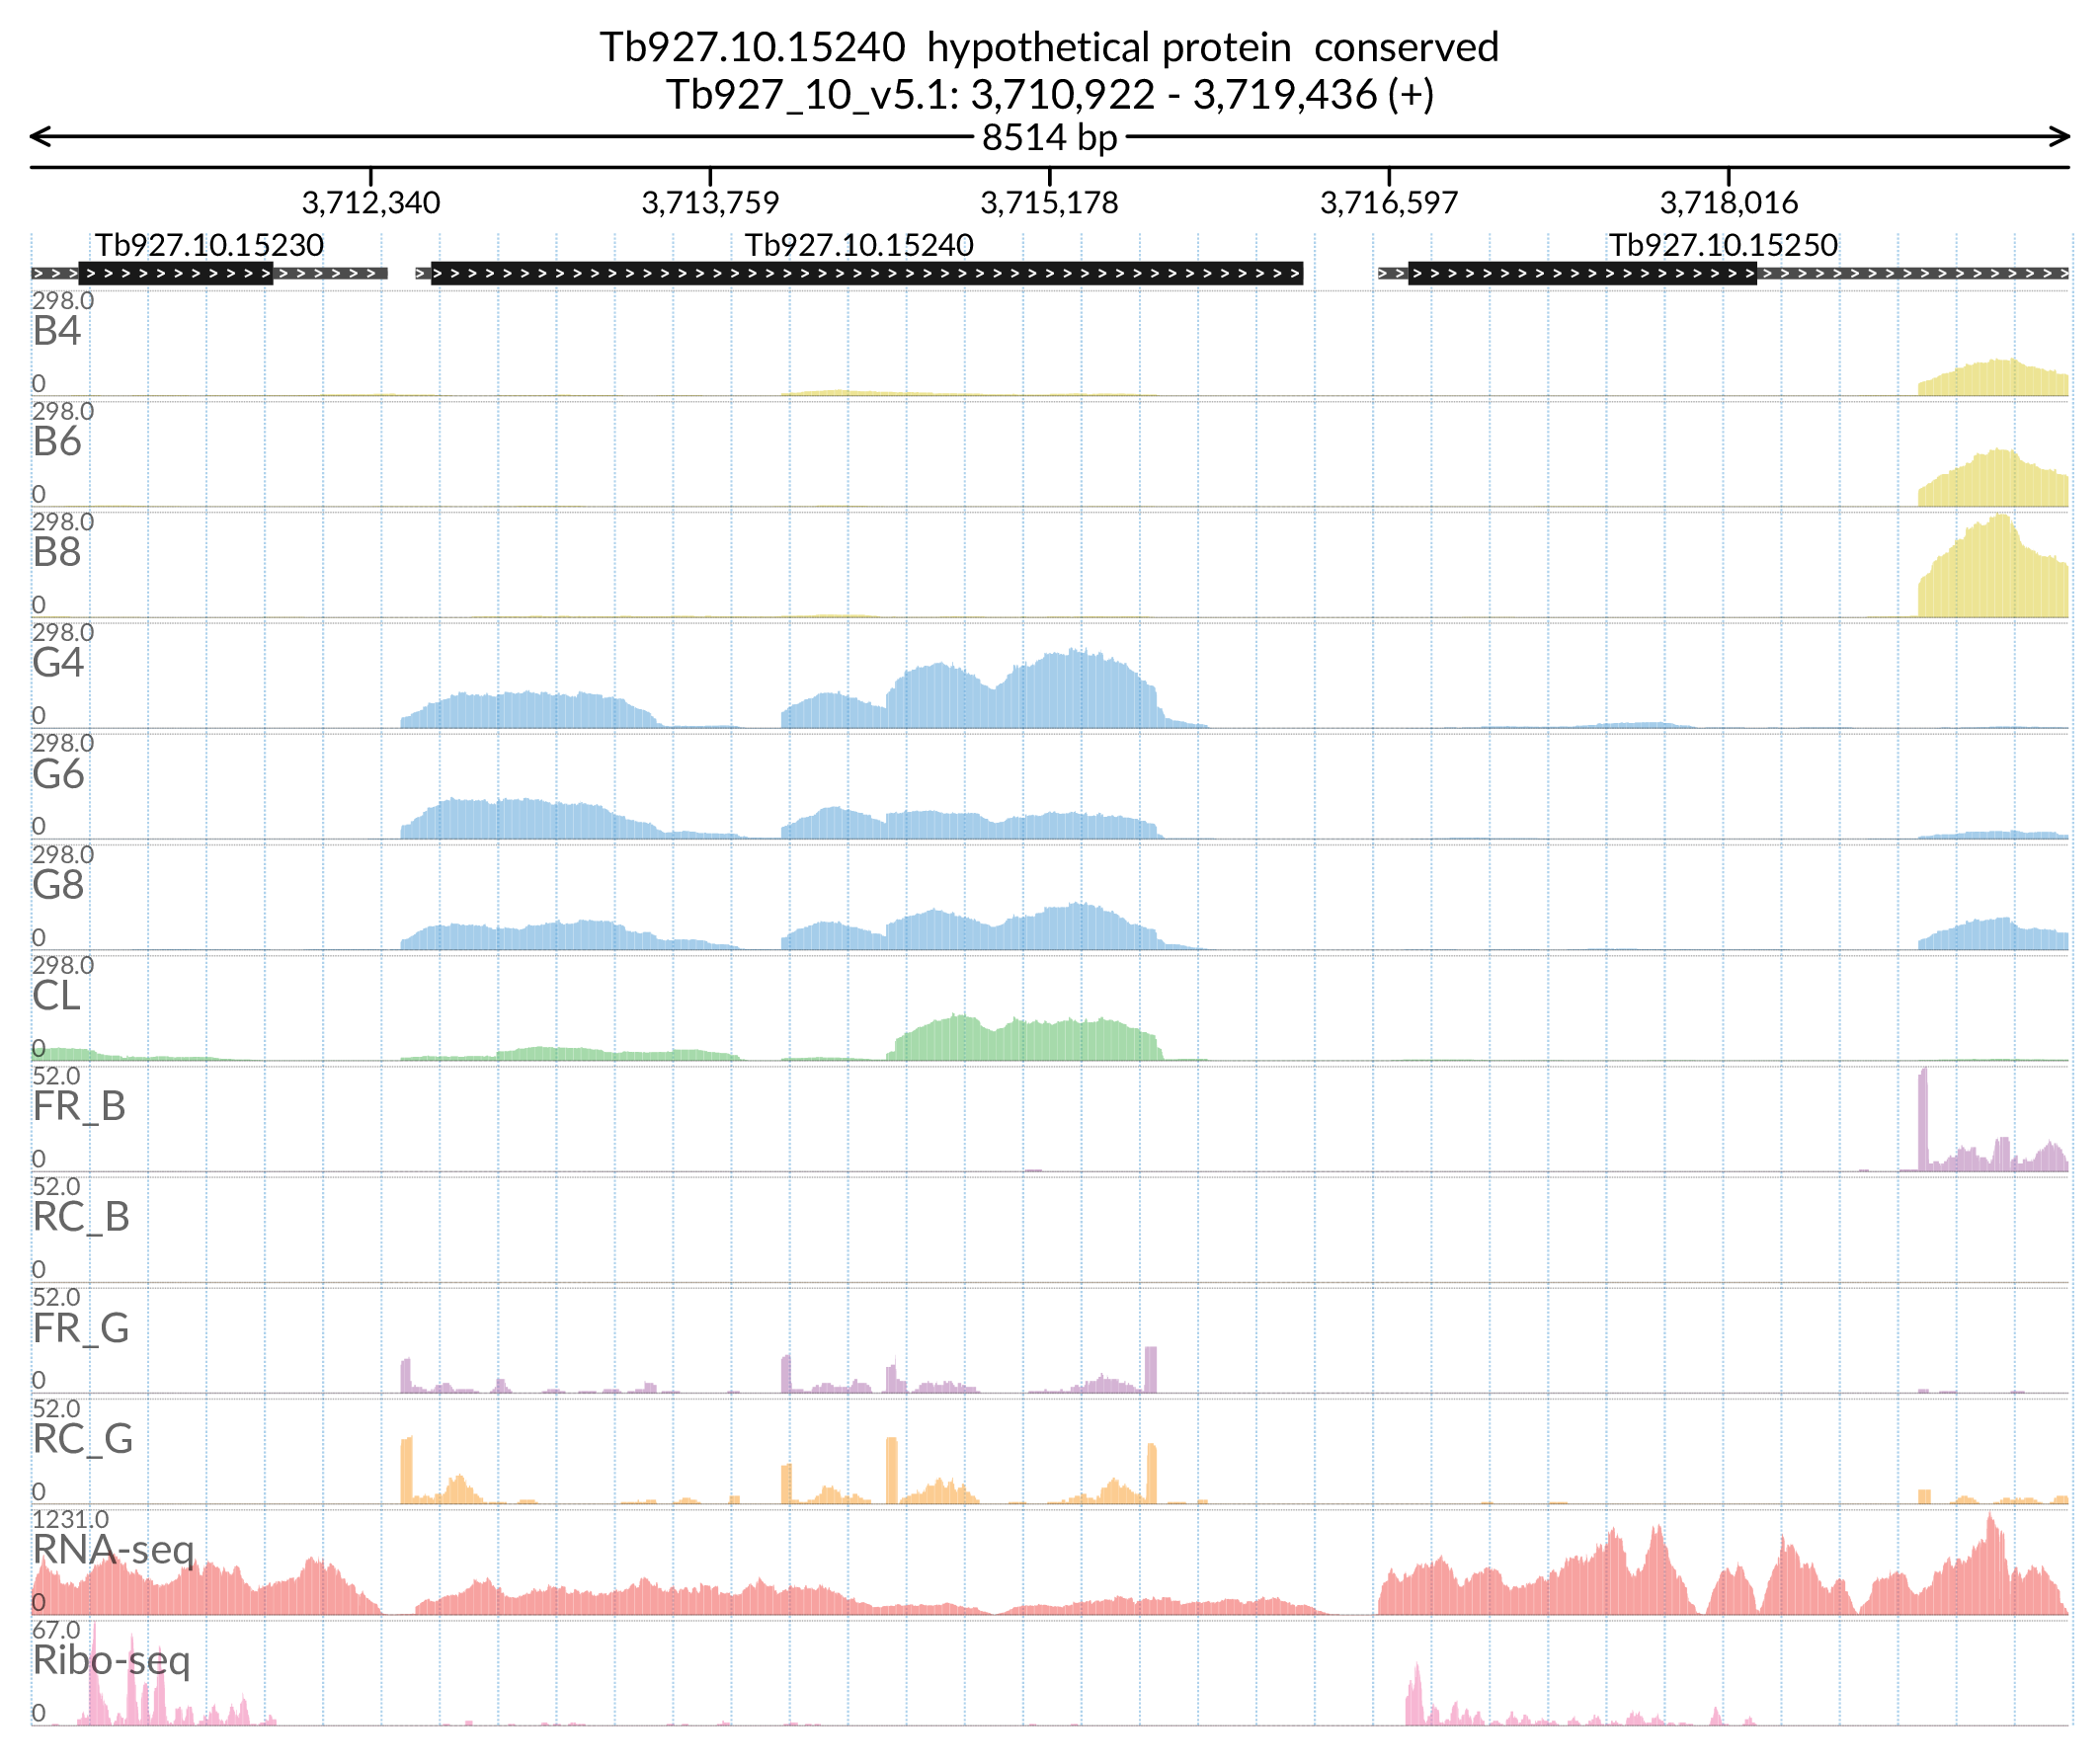 Tb927.10.15240 hypothetical protein conserved
Tb927_10_v5.1: 3,710,922 - 3,719,436 (+)
8514 bp
3,712,340 3,713,759 3,715,178 3,716,597 3,718,016
Tb927.10.15230 Tb927.10.15240 Tb927.10.15250
298.0
B4
0
298.0
B6
0
298.0
B8
0
298.0
G4
0
298.0
G6
0
298.0
G8
0
298.0
CL
0
52.0
FR_B
0
52.0
RC_B
0
52.0
FR_G
0
52.0
RC_G
0
1231.0
RNA-seq
0
67.0
Ribo-seq
0